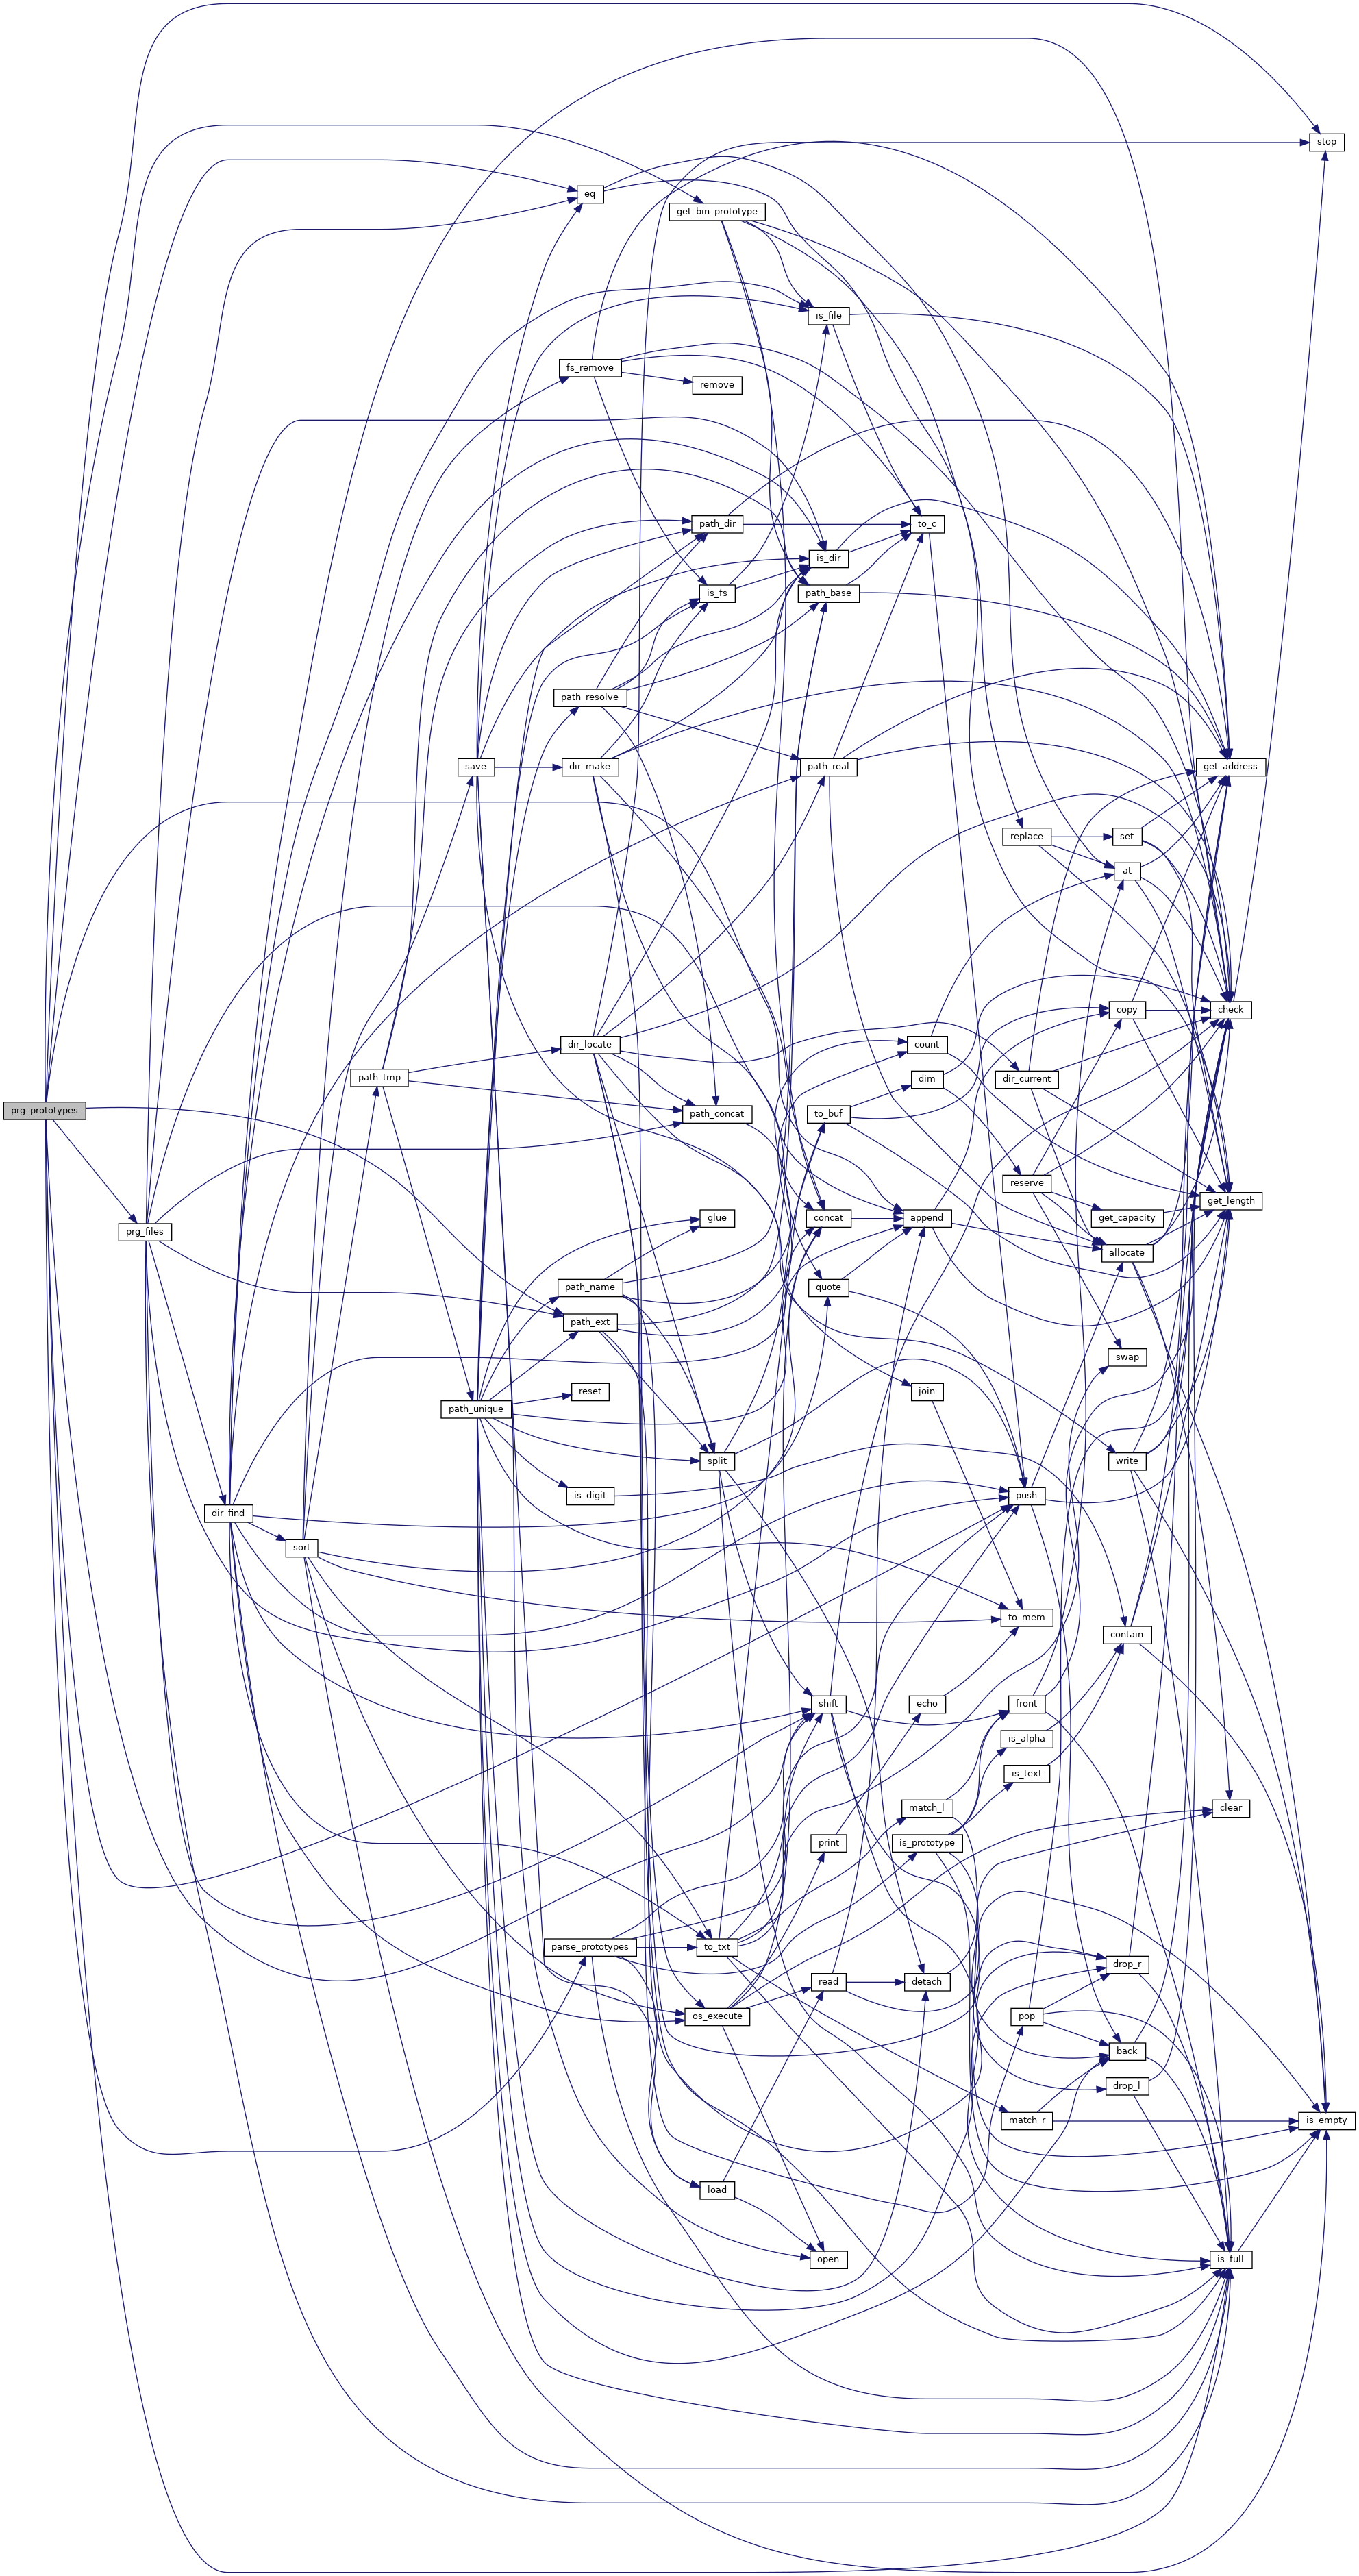 stop
eq
get_bin_prototype
is_file
fs_remove
remove
path_dir
to_c
is_dir
is_fs
path_base
path_resolve
save
dir_make
path_real
get_address
replace
set
at
copy
check
dir_locate
count
path_tmp
dim
dir_current
prg_prototypes
path_concat
to_buf
reserve
get_length
prg_files
glue
concat
append
get_capacity
allocate
path_name
quote
path_ext
swap
reset
join
path_unique
split
write
is_digit
push
dir_find
sort
to_mem
contain
shift
echo
front
is_alpha
is_text
match_l
clear
print
is_prototype
parse_prototypes
to_txt
drop_r
read
detach
os_execute
pop
back
drop_l
match_r
is_empty
load
open
is_full